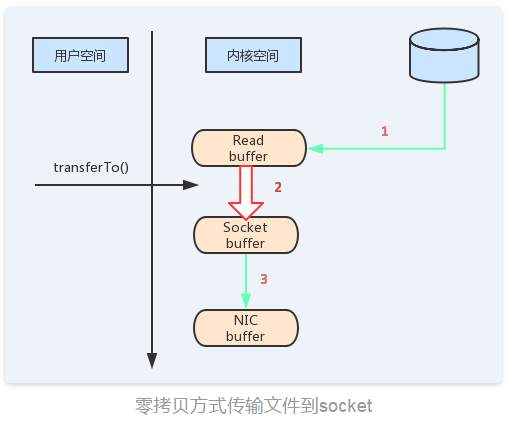 用户空间
内核空间
1
Read
buffer
transferTo()
2
Socket
buffer
3
NIC
buffer
零拷贝方式传输文件到socket